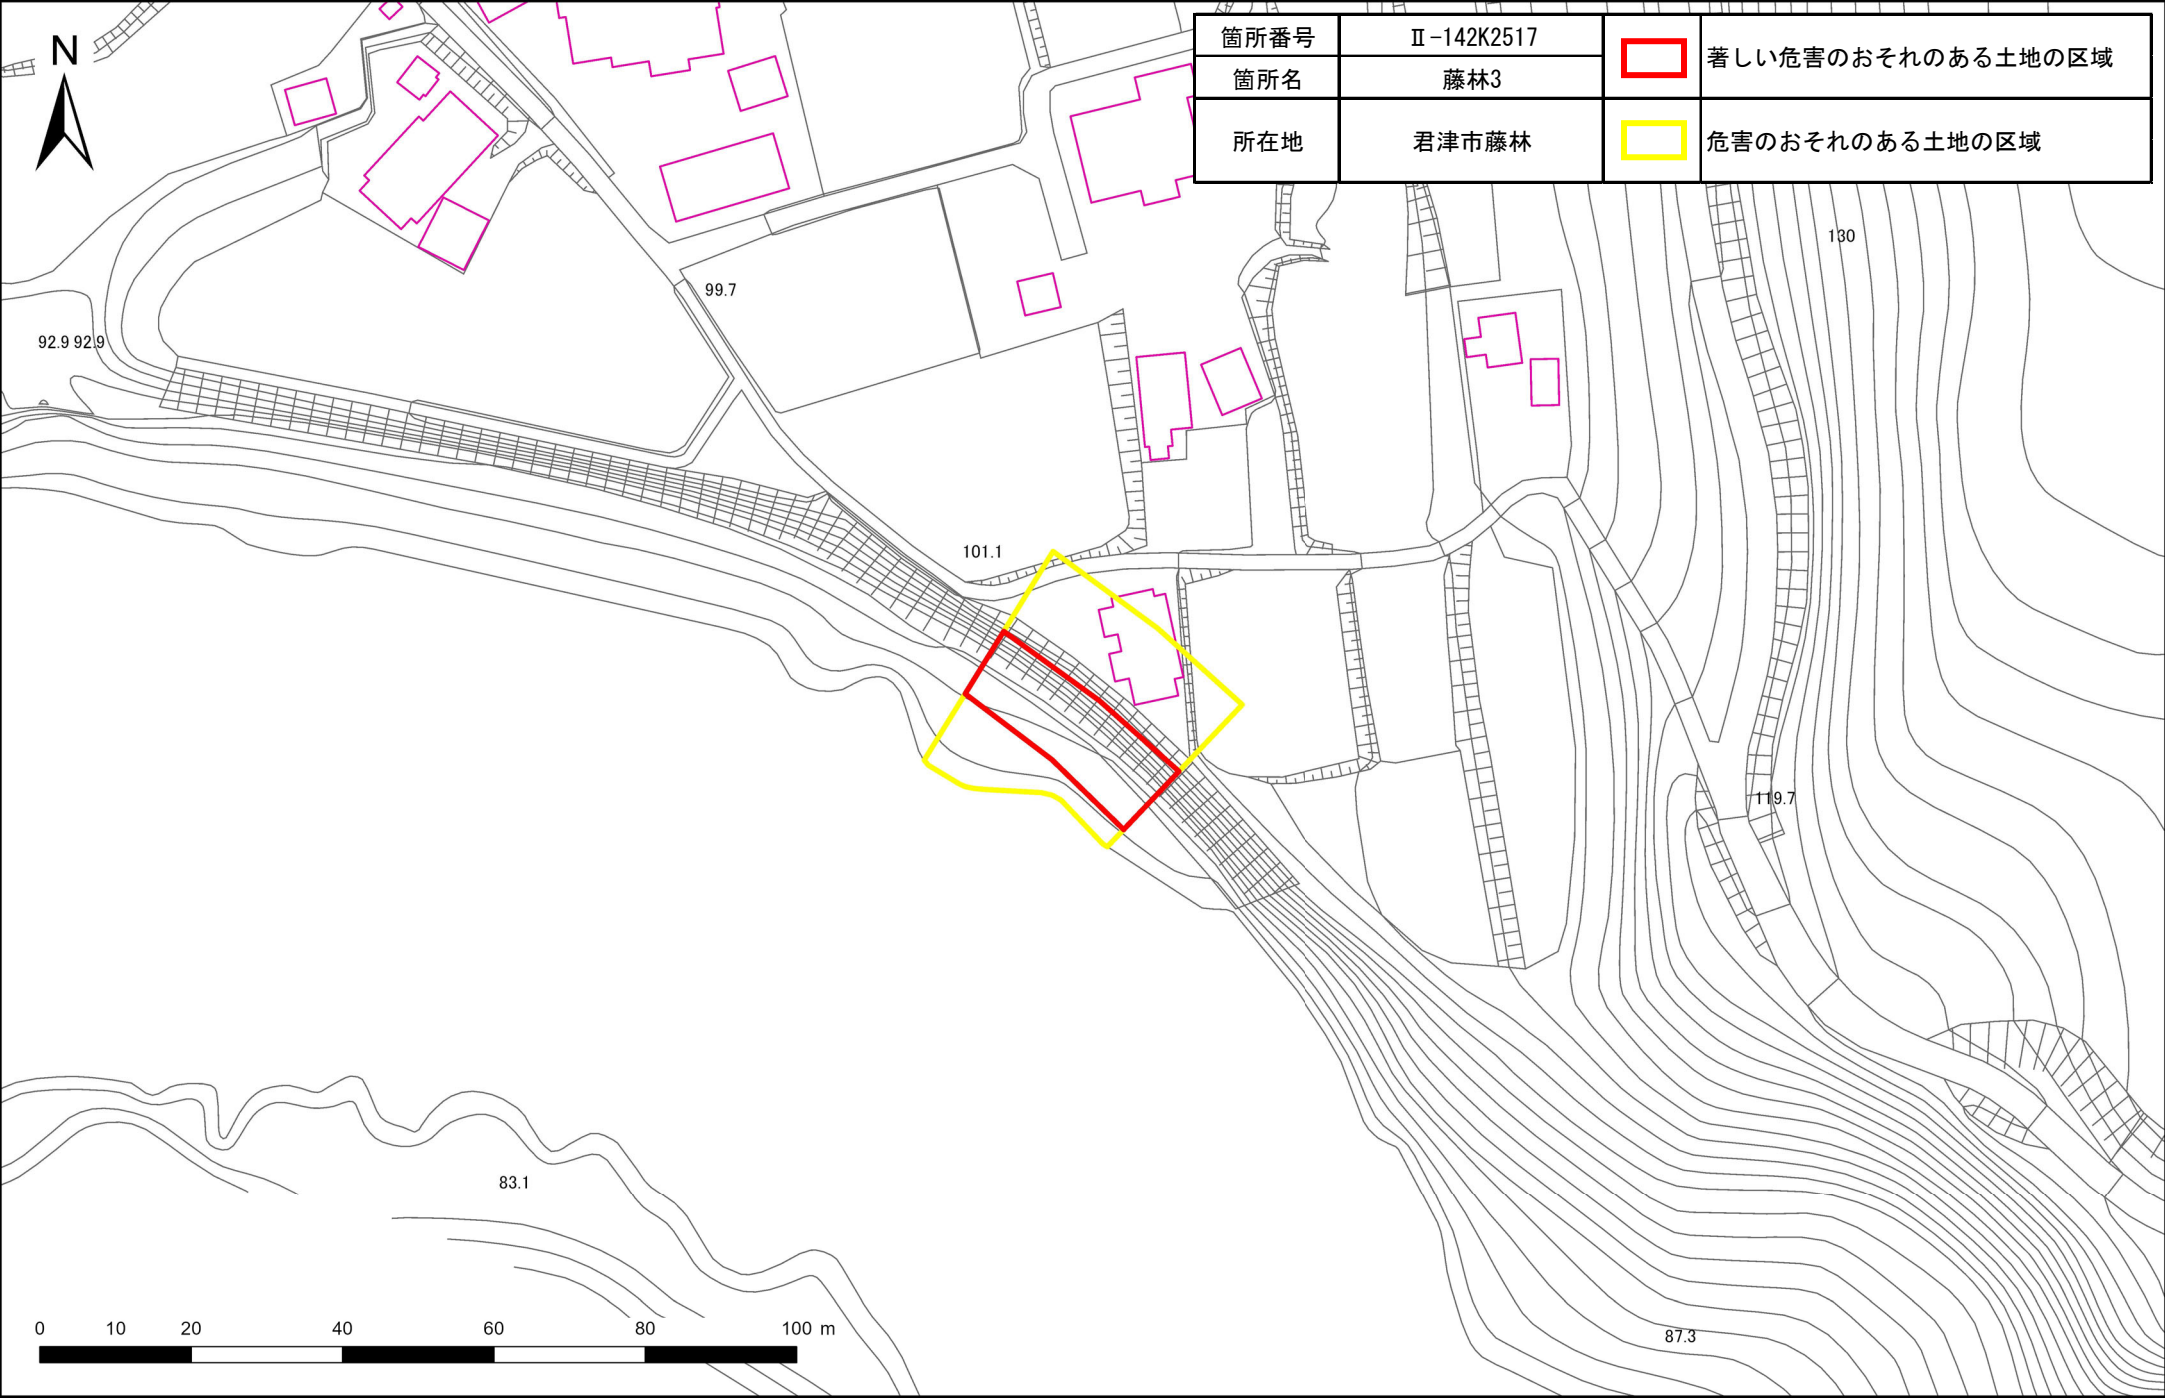 N
箇所番号 Ⅱ-142K2517
箇所名 藤林3
所在地 君津市藤林
著しい危害のおそれのある土地の区域
危害のおそれのある土地の区域
130
99.7
92.9 92.9
101.1
119.7
83.1
87.3
0 10 20 40 60 80 100 m